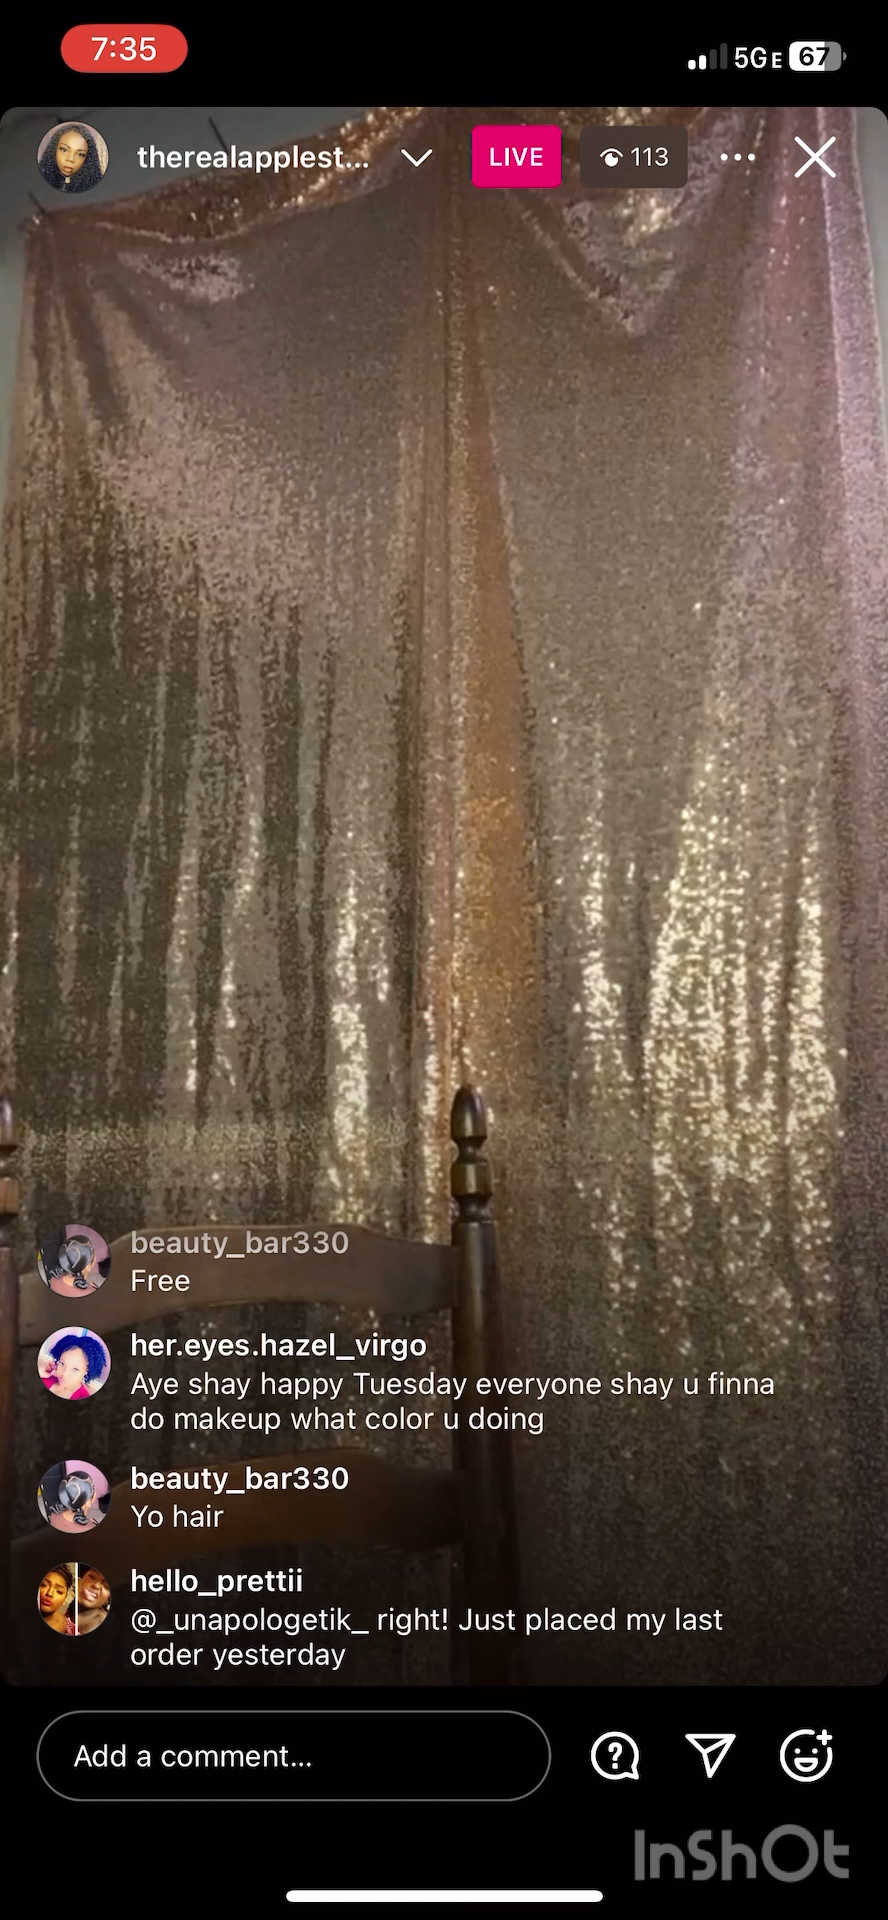 7:35
5GE 67
therealapplest...
LIVE
113
beauty_bar330
Free
her.eyes.hazel_virgo
Aye shay happy Tuesday everyone shay u finna
do makeup what color u doing
beauty_bar330
Yo hair
hello_prettii
@_unapologetik_ right! Just placed my last
order yesterday
Add a comment...
InShOt